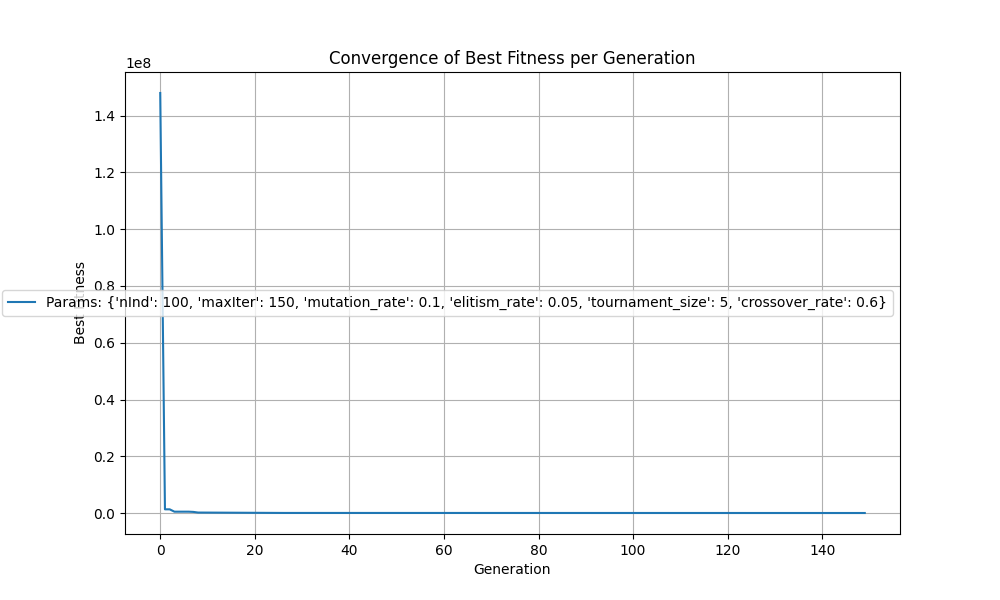 Convergence of Best Fitness per Generation
1e8
1.4
1.2
1.0
0.8
Params: {'nInd': 100, 'maxIter': 150, 'mutation_rate': 0.1, 'elitism_rate': 0.05, 'tournament_size': 5, 'crossover_rate': 0.6}
0.6
0.4
0.2
0.0
0 20 40 60 80 100 120 140
Generation
Best